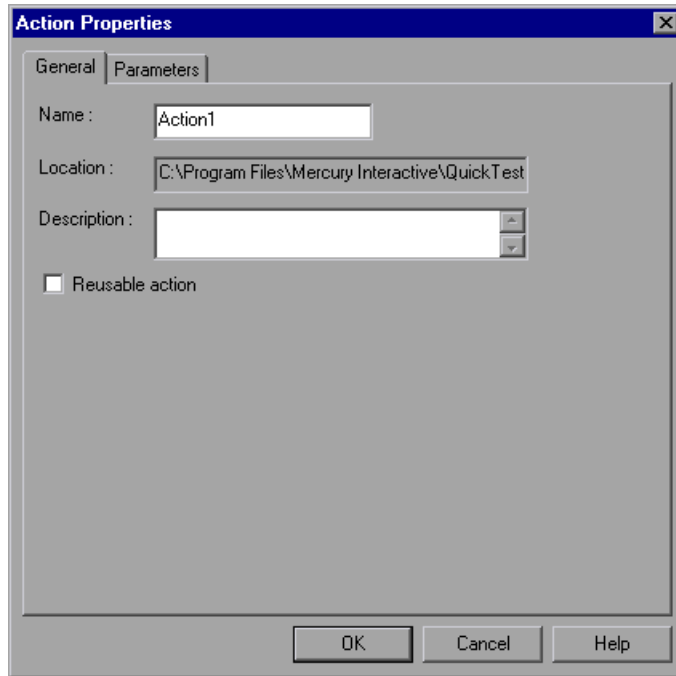 Action Properties
General Parameters
Name : Action1
Location : C:\Program Files\Mercury Interactive\QuickTest
Description :
Reusable action
OK Cancel Help